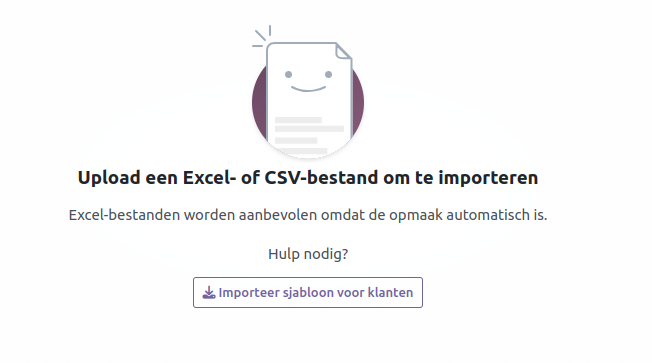 Upload een Excel- of CSV-bestand om te importeren
Excel-bestanden worden aanbevolen omdat de opmaak automatisch is.
Hulp nodig?
Importeer sjabloon voor klanten